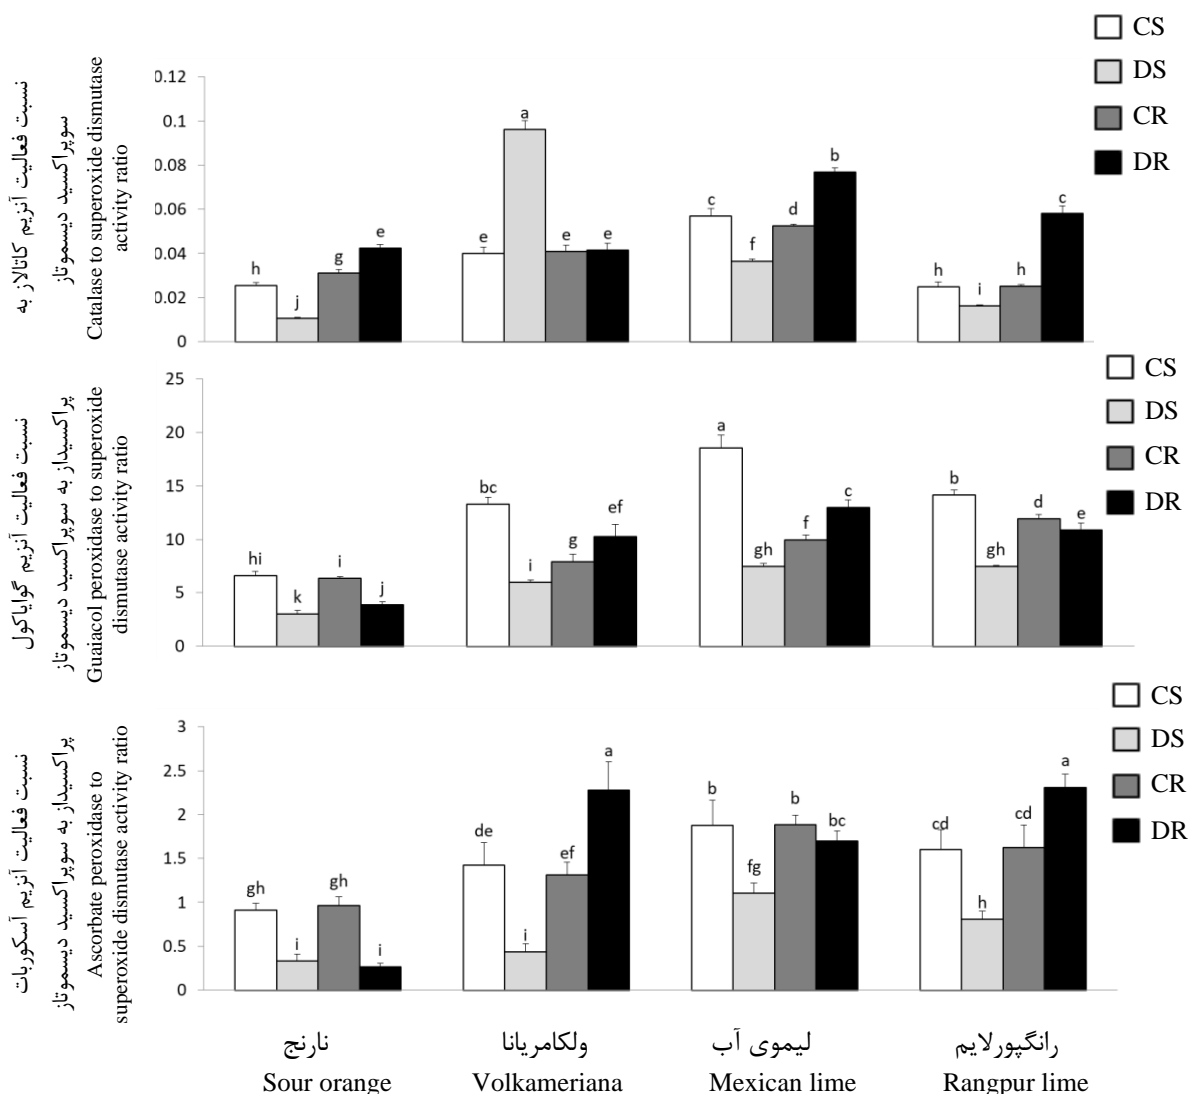 CS
DS
CR
DR
نسبت فعالیت آنزیم کاتالاز به
سوپراکسید دیسموتاز
Catalase to superoxide dismutase
activity ratio
0.12
0.1
0.08
0.06
0.04
0.02
0
h
j
g
e
e
a
e
e
c
f
d
b
h
i
h
c
CS
DS
CR
DR
نسبت فعالیت آنزیم گوایاکول
پراکسیداز به سوپراکسید دیسموتاز
Guaiacol peroxidase to superoxide
dismutase activity ratio
25
20
15
10
5
0
hi
k
i
j
bc
i
g
ef
a
gh
f
c
b
gh
d
e
CS
DS
CR
DR
نسبت فعالیت آنزیم آسکوربات
پراکسیداز به سوپراکسید دیسموتاز
Ascorbate peroxidase to
superoxide dismutase activity ratio
3
2.5
2
1.5
1
0.5
0
gh
i
gh
i
de
i
ef
a
b
fg
b
bc
cd
h
cd
a
نارنج
ولکامریانا
لیموی آب
رانگپورلایم
Sour orange
Volkameriana
Mexican lime
Rangpur lime